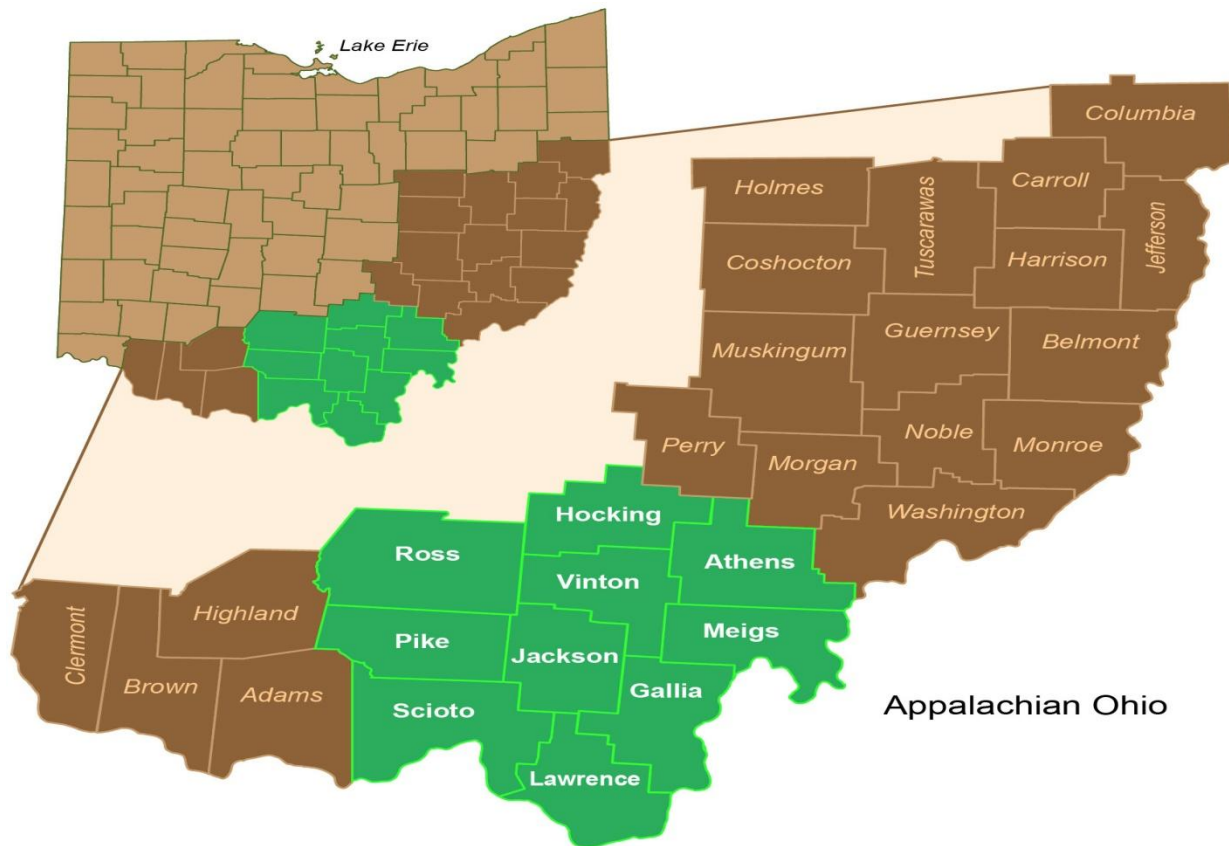 Lake Erie
Columbia
Holmes
Tuscarawas
Carroll
Jefferson
Coshocton
Harrison
Muskingum
Guernsey
Belmont
Perry
Morgan
Noble
Monroe
Washington
Hocking
Ross
Athens
Vinton
Highland
Clermont
Pike
Jackson
Meigs
Brown
Adams
Scioto
Gallia
Appalachian Ohio
Lawrence